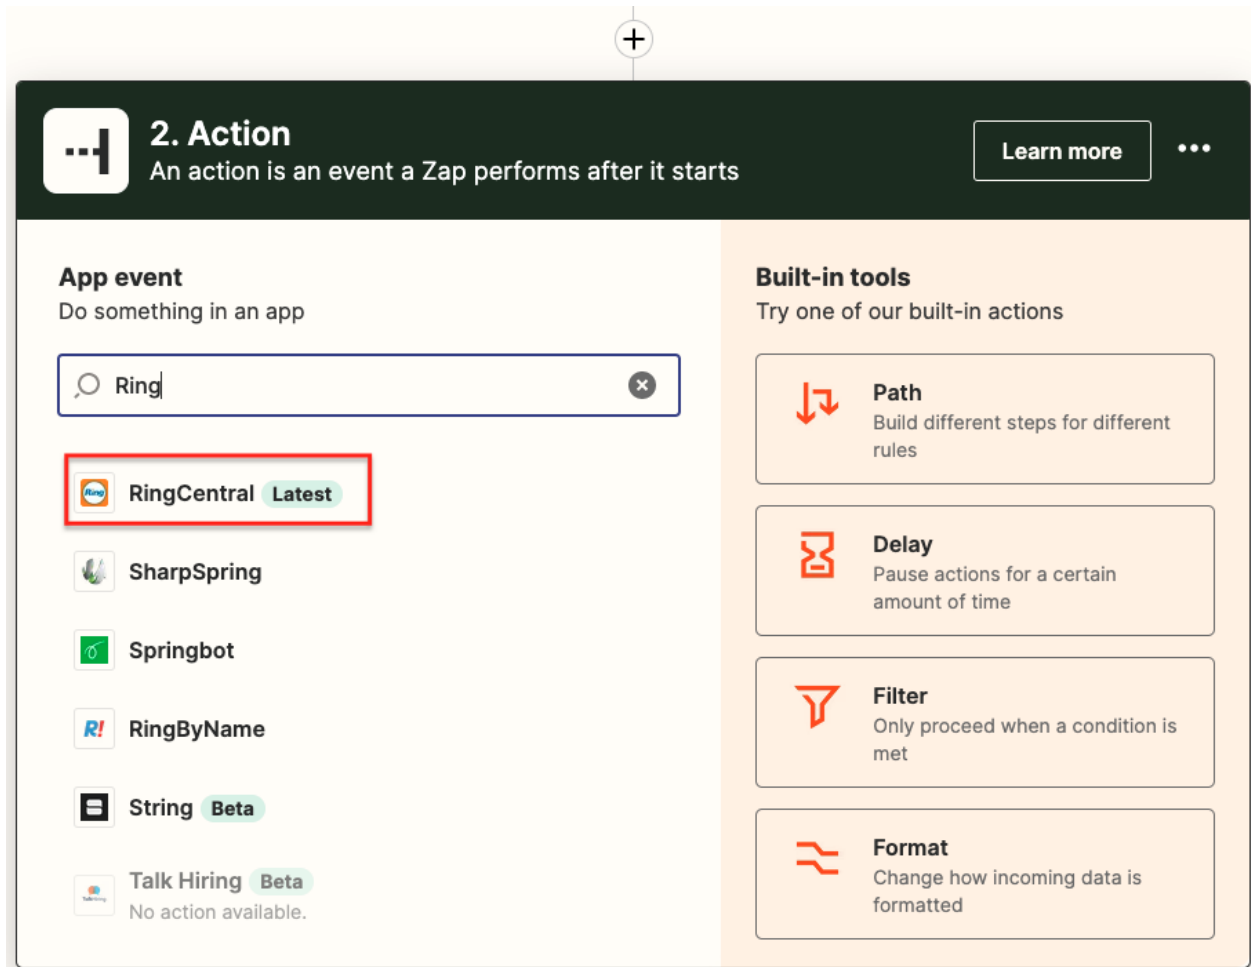 2. Action
An action is an event a Zap performs after it starts
Learn more
App event
Do something in an app
Ring
Ring
RingCentral Latest
SharpSpring
Springbot
R! RingByName
String Beta
Talk Hiring Beta
No action available.
Built-in tools
Try one of our built-in actions
Path
Build different steps for different
rules
Delay
Pause actions for a certain
amount of time
Filter
Only proceed when a condition is
met
Format
Change how incoming data is
formatted